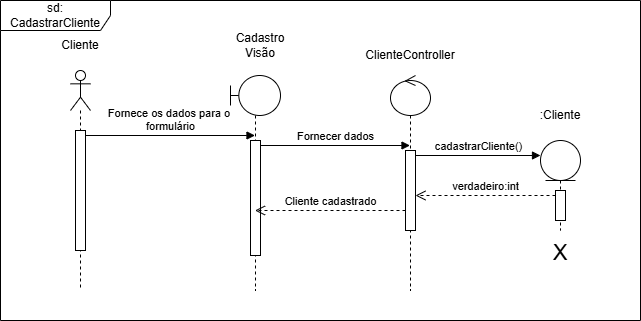 sd:
CadastrarCliente
Cliente
Cadastro
Visão
ClienteController
:Cliente
Fornece os dados para o
formulário
Fornecer dados
cadastrarCliente()
verdadeiro:int
Cliente cadastrado
X